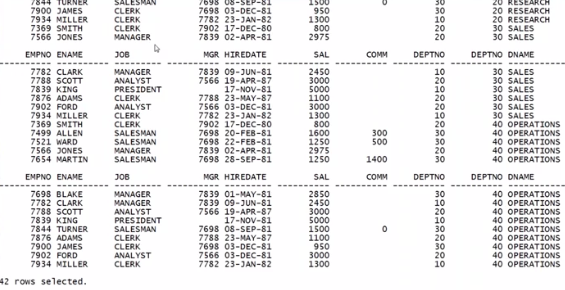 7844 TURNER SALESMAN 7698 08-SEP-81 1500 0 30 20 RESEARCH
7900 JAMES CLERK 7698 03-DEC-81 950 30 20 RESEARCH
7934 MILLER CLERK 7782 23-JAN-82 1300 10 20 RESEARCH
7369 SMITH CLERK 7902 17-DEC-80 800 20 30 SALES
7566 JONES MANAGER 7839 02-APR-81 2975 20 30 SALES
EMPNO ENAME JOB MGR HIREDATE SAL COMM DEPTNO DEPTNO DNAME
7782 CLARK MANAGER 7839 09-JUN-81 2450 10 30 SALES
7788 SCOTT ANALYST 7566 19-APR-87 3000 20 30 SALES
7839 KING PRESIDENT 17-NOV-81 5000 10 30 SALES
7876 ADAMS CLERK 7788 23-MAY-87 1100 20 30 SALES
7902 FORD ANALYST 7566 03-DEC-81 3000 20 30 SALES
7934 MILLER CLERK 7782 23-JAN-82 1300 10 30 SALES
7369 SMITH CLERK 7902 17-DEC-80 800 20 40 OPERATIONS
7499 ALLEN SALESMAN 7698 20-FEB-81 1600 300 30 40 OPERATIONS
7521 WARD SALESMAN 7698 22-FEB-81 1250 500 30 40 OPERATIONS
7566 JONES MANAGER 7839 02-APR-81 2975 20 40 OPERATIONS
7654 MARTIN SALESMAN 7698 28-SEP-81 1250 1400 30 40 OPERATIONS
EMPNO ENAME JOB MGR HIREDATE SAL COMM DEPTNO DEPTNO DNAME
7698 BLAKE MANAGER 7839 01-MAY-81 2850 30 40 OPERATIONS
7782 CLARK MANAGER 7839 09-JUN-81 2450 10 40 OPERATIONS
7788 SCOTT ANALYST 7566 19-APR-87 3000 20 40 OPERATIONS
7839 KING PRESIDENT 17-NOV-81 5000 10 40 OPERATIONS
7844 TURNER SALESMAN 7698 08-SEP-81 1500 0 30 40 OPERATIONS
7876 ADAMS CLERK 7788 23-MAY-87 1100 20 40 OPERATIONS
7900 JAMES CLERK 7698 03-DEC-81 950 30 40 OPERATIONS
7902 FORD ANALYST 7566 03-DEC-81 3000 20 40 OPERATIONS
7934 MILLER CLERK 7782 23-JAN-82 1300 10 40 OPERATIONS
42 rows selected.